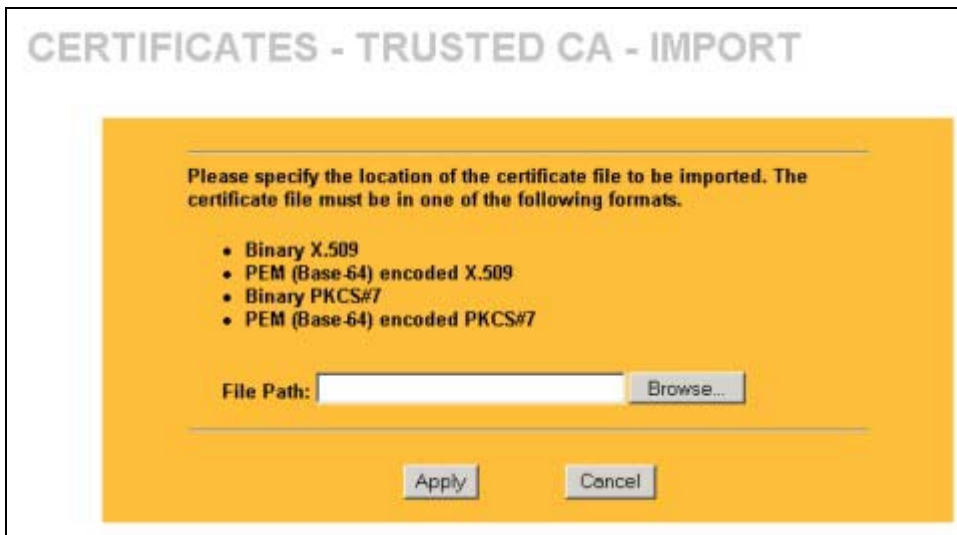 CERTIFICATES - TRUSTED CA - IMPORT
Please specify the location of the certificate file to be imported. The
certificate file must be in one of the following formats.
• Binary X.509
• PEM (Base-64) encoded X.509
• Binary PKCS#7
• PEM (Base-64) encoded PKCS#7
File Path: Browse...
Apply Cancel